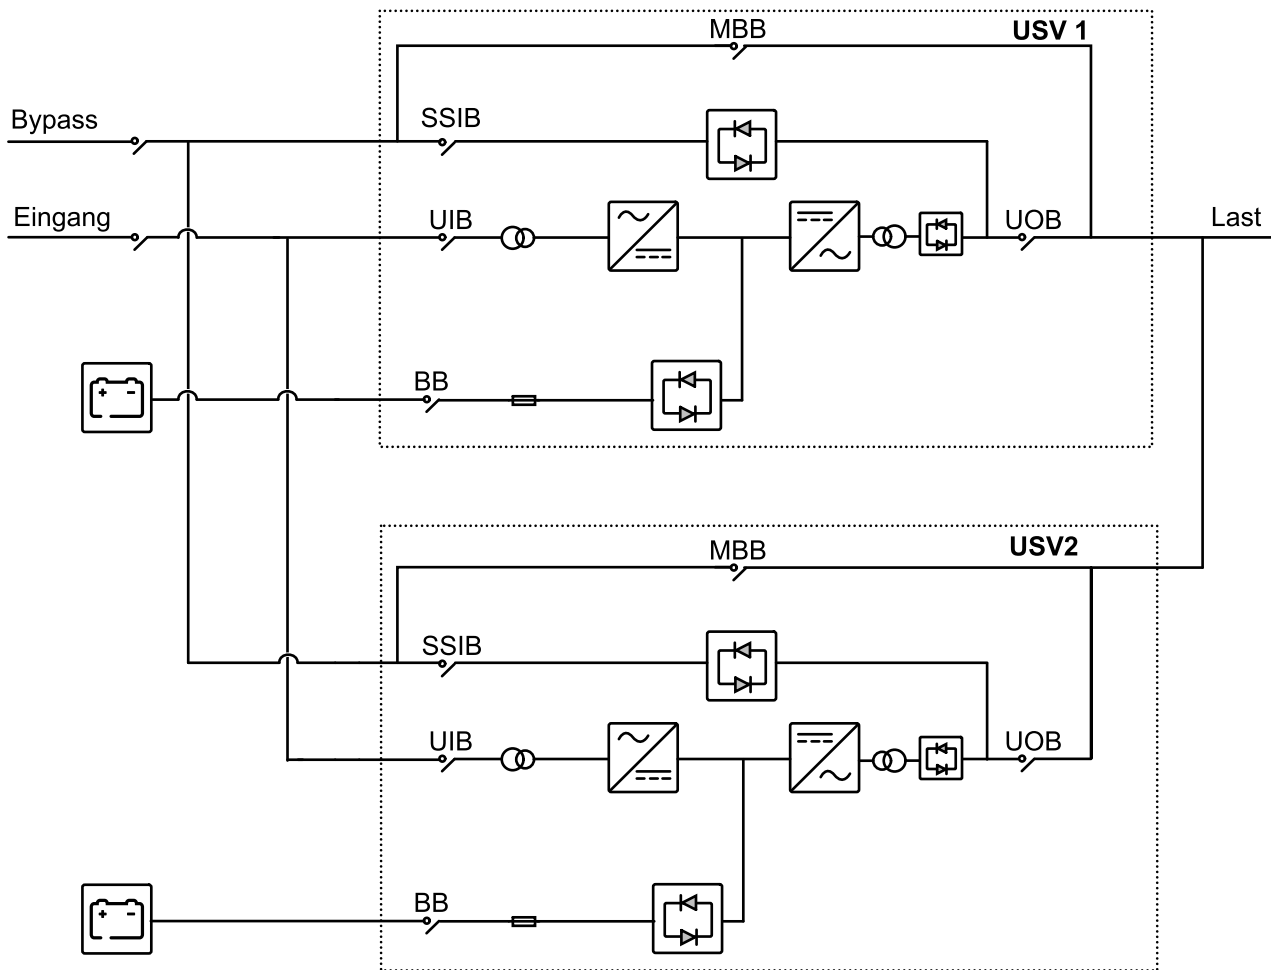 MBB
USV 1
Bypass
SSIB
Eingang
UIB
UOB
Last
BB
+ -
MBB
USV2
SSIB
UIB
UOB
BB
+ -